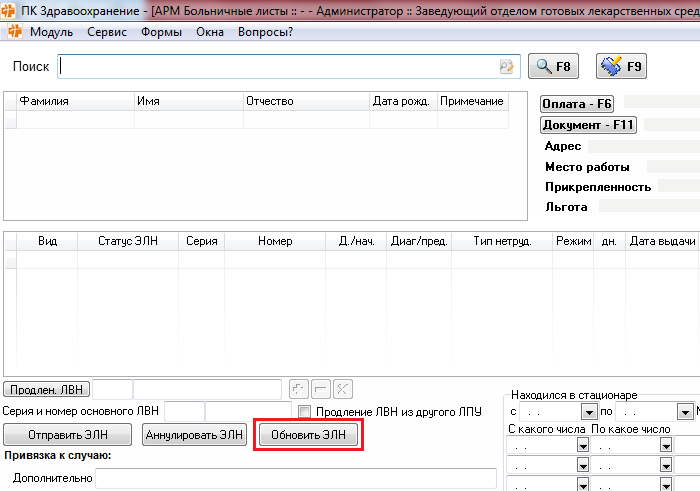 ПК Здравоохранение - [АРМ Больничные листы :: - - Администратор :: Заведующий отделом готовых лекарственных сред
Модуль Сервис Формы Окна Вопросы?
Поиск F8 F9
Фамилия Имя Отчество Дата рожд. Примечание
Оплата - F6
Документ - F11
Адрес
Место работы
Прикрепленность
Льгота
Вид Статус ЭЛН Серия Номер Д./нач. Диаг/пред. Тип нетруд. Режим дн. Дата выдачи
Продлен. ЛВН
Находился в стационаре
Серия и номер основного ЛВН Продление ЛВН из другого ЛПУ
с . . по . . №
Отправить ЭЛН Аннулировать ЭЛН Обновить ЭЛН
С какого числа По какое число
. . . .
Привязка к случаю:
. . . .
Дополнительно
. . . .